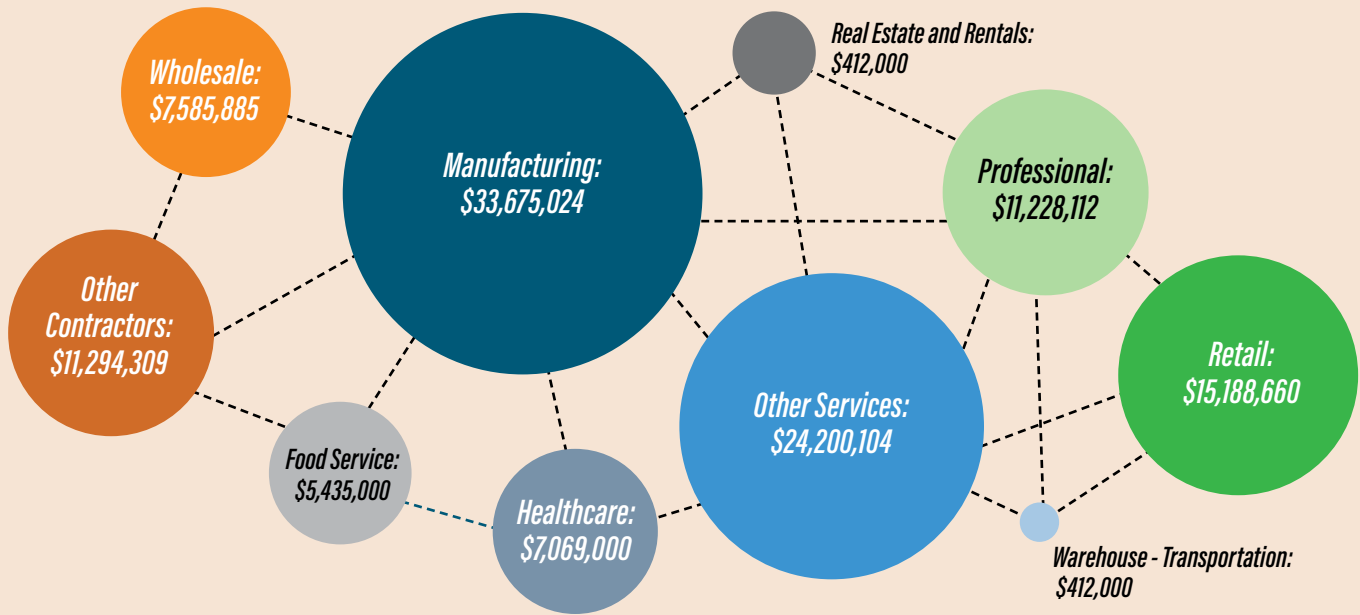 Wholesale:
$7,585,885
Manufacturing:
$33,675,024
Real Estate and Rentals:
$412,000
Professional:
$11,228,112
Other
Contractors:
$11,294,309
Retail:
$15,188,660
Other Services:
$24,200,104
Food Service:
$5,435,000
Healthcare:
$7,069,000
Warehouse - Transportation:
$412,000